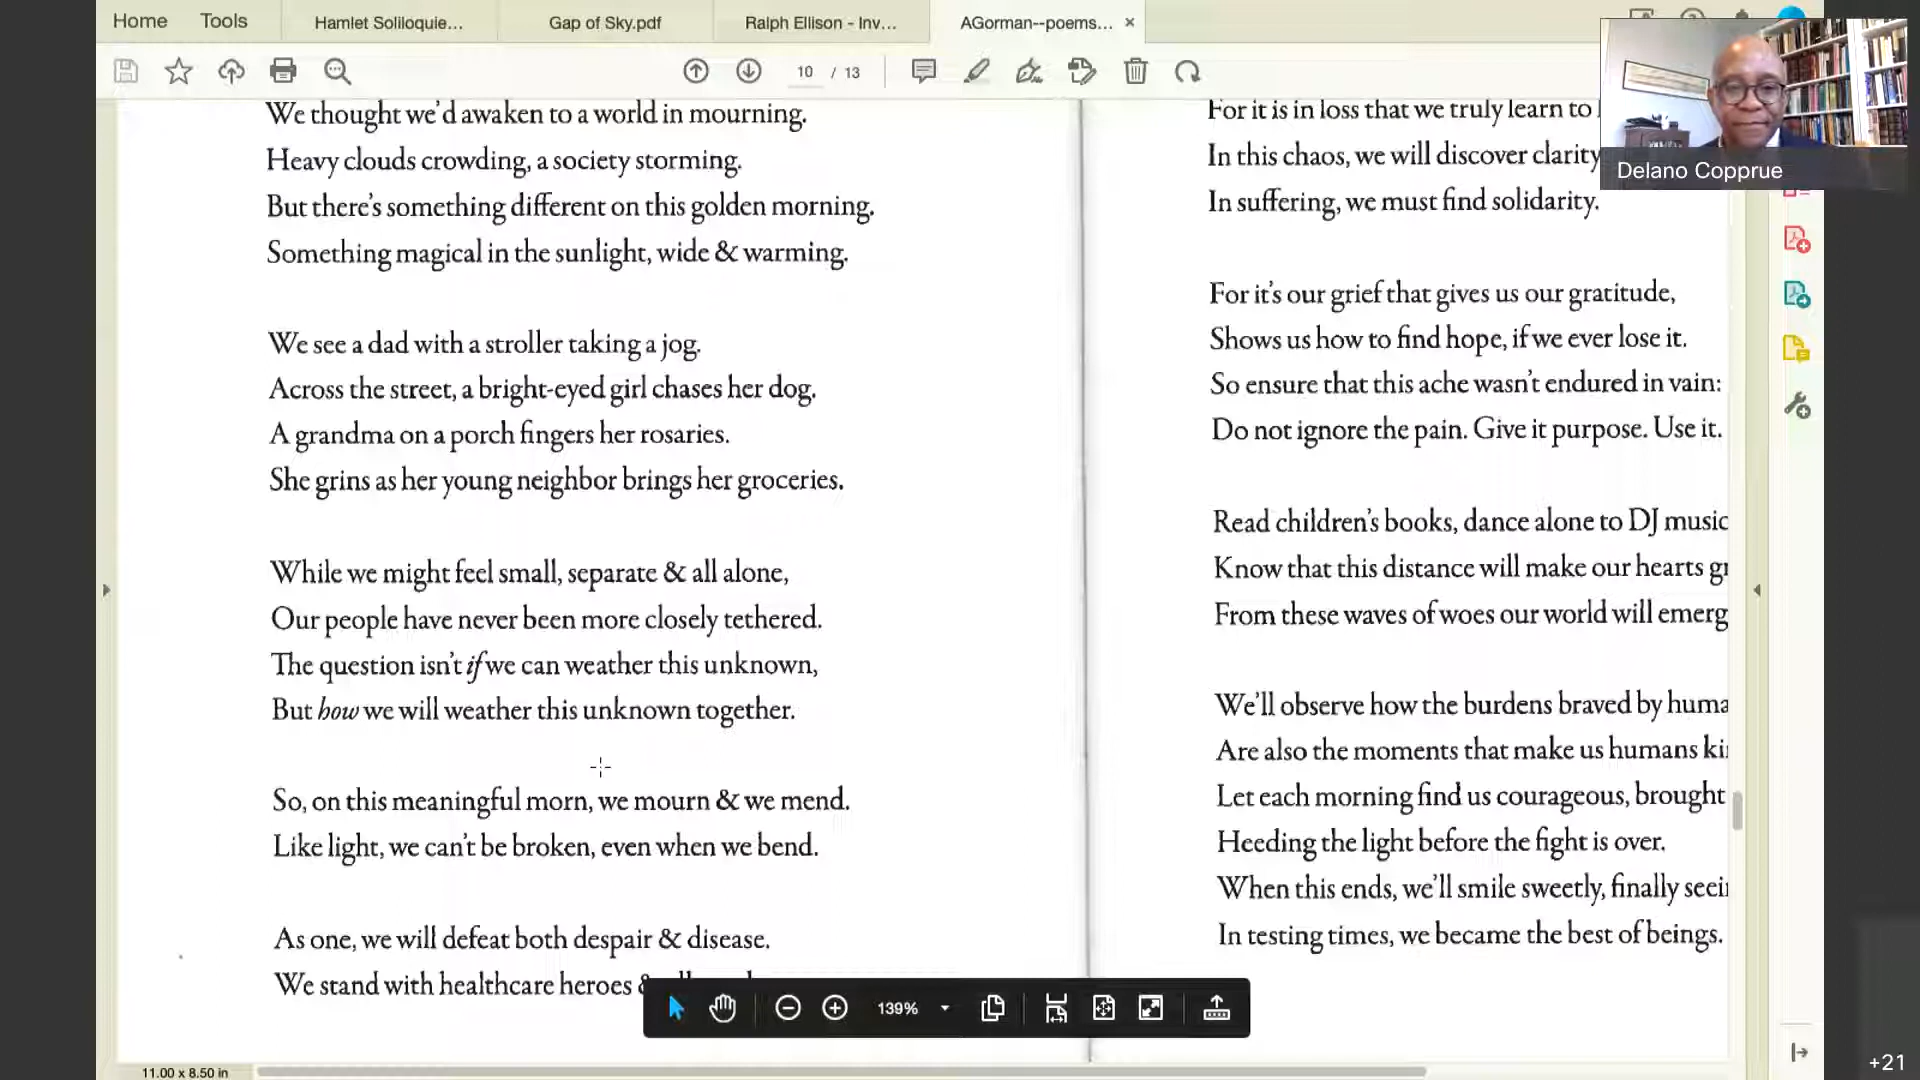 Home Tools Hamlet Soliloquie... Gap of Sky.pdf Ralph Ellison - Inv... AGorman--poems... ×
10 / 13
Delano Copprue
We thought we'd awaken to a world in mourning.
Heavy clouds crowding, a society storming.
But there's something different on this golden morning.
Something magical in the sunlight, wide & warming.
We see a dad with a stroller taking a jog.
Across the street, a bright-eyed girl chases her dog.
A grandma on a porch fingers her rosaries.
She grins as her young neighbor brings her groceries.
While we might feel small, separate & all alone,
Our people have never been more closely tethered.
The question isn't if we can weather this unknown,
But how we will weather this unknown together.
So, on this meaningful morn, we mourn & we mend.
Like light, we can't be broken, even when we bend.
As one, we will defeat both despair & disease.
We stand with healthcare heroes &
For it is in loss that we truly learn to
In this chaos, we will discover clarity
In suffering, we must find solidarity.
For it's our grief that gives us our gratitude,
Shows us how to find hope, if we ever lose it.
So ensure that this ache wasn't endured in vain:
Do not ignore the pain. Give it purpose. Use it.
Read children's books, dance alone to DJ music
Know that this distance will make our hearts
From these waves of woes our world will emerg
We'll observe how the burdens braved by huma
Are also the moments that make us humans ki
Let each morning find us courageous, brought
Heeding the light before the fight is over.
When this ends, we'll smile sweetly, finally seei
In testing times, we became the best of beings.
139%
11.00 x 8.50 in
+21